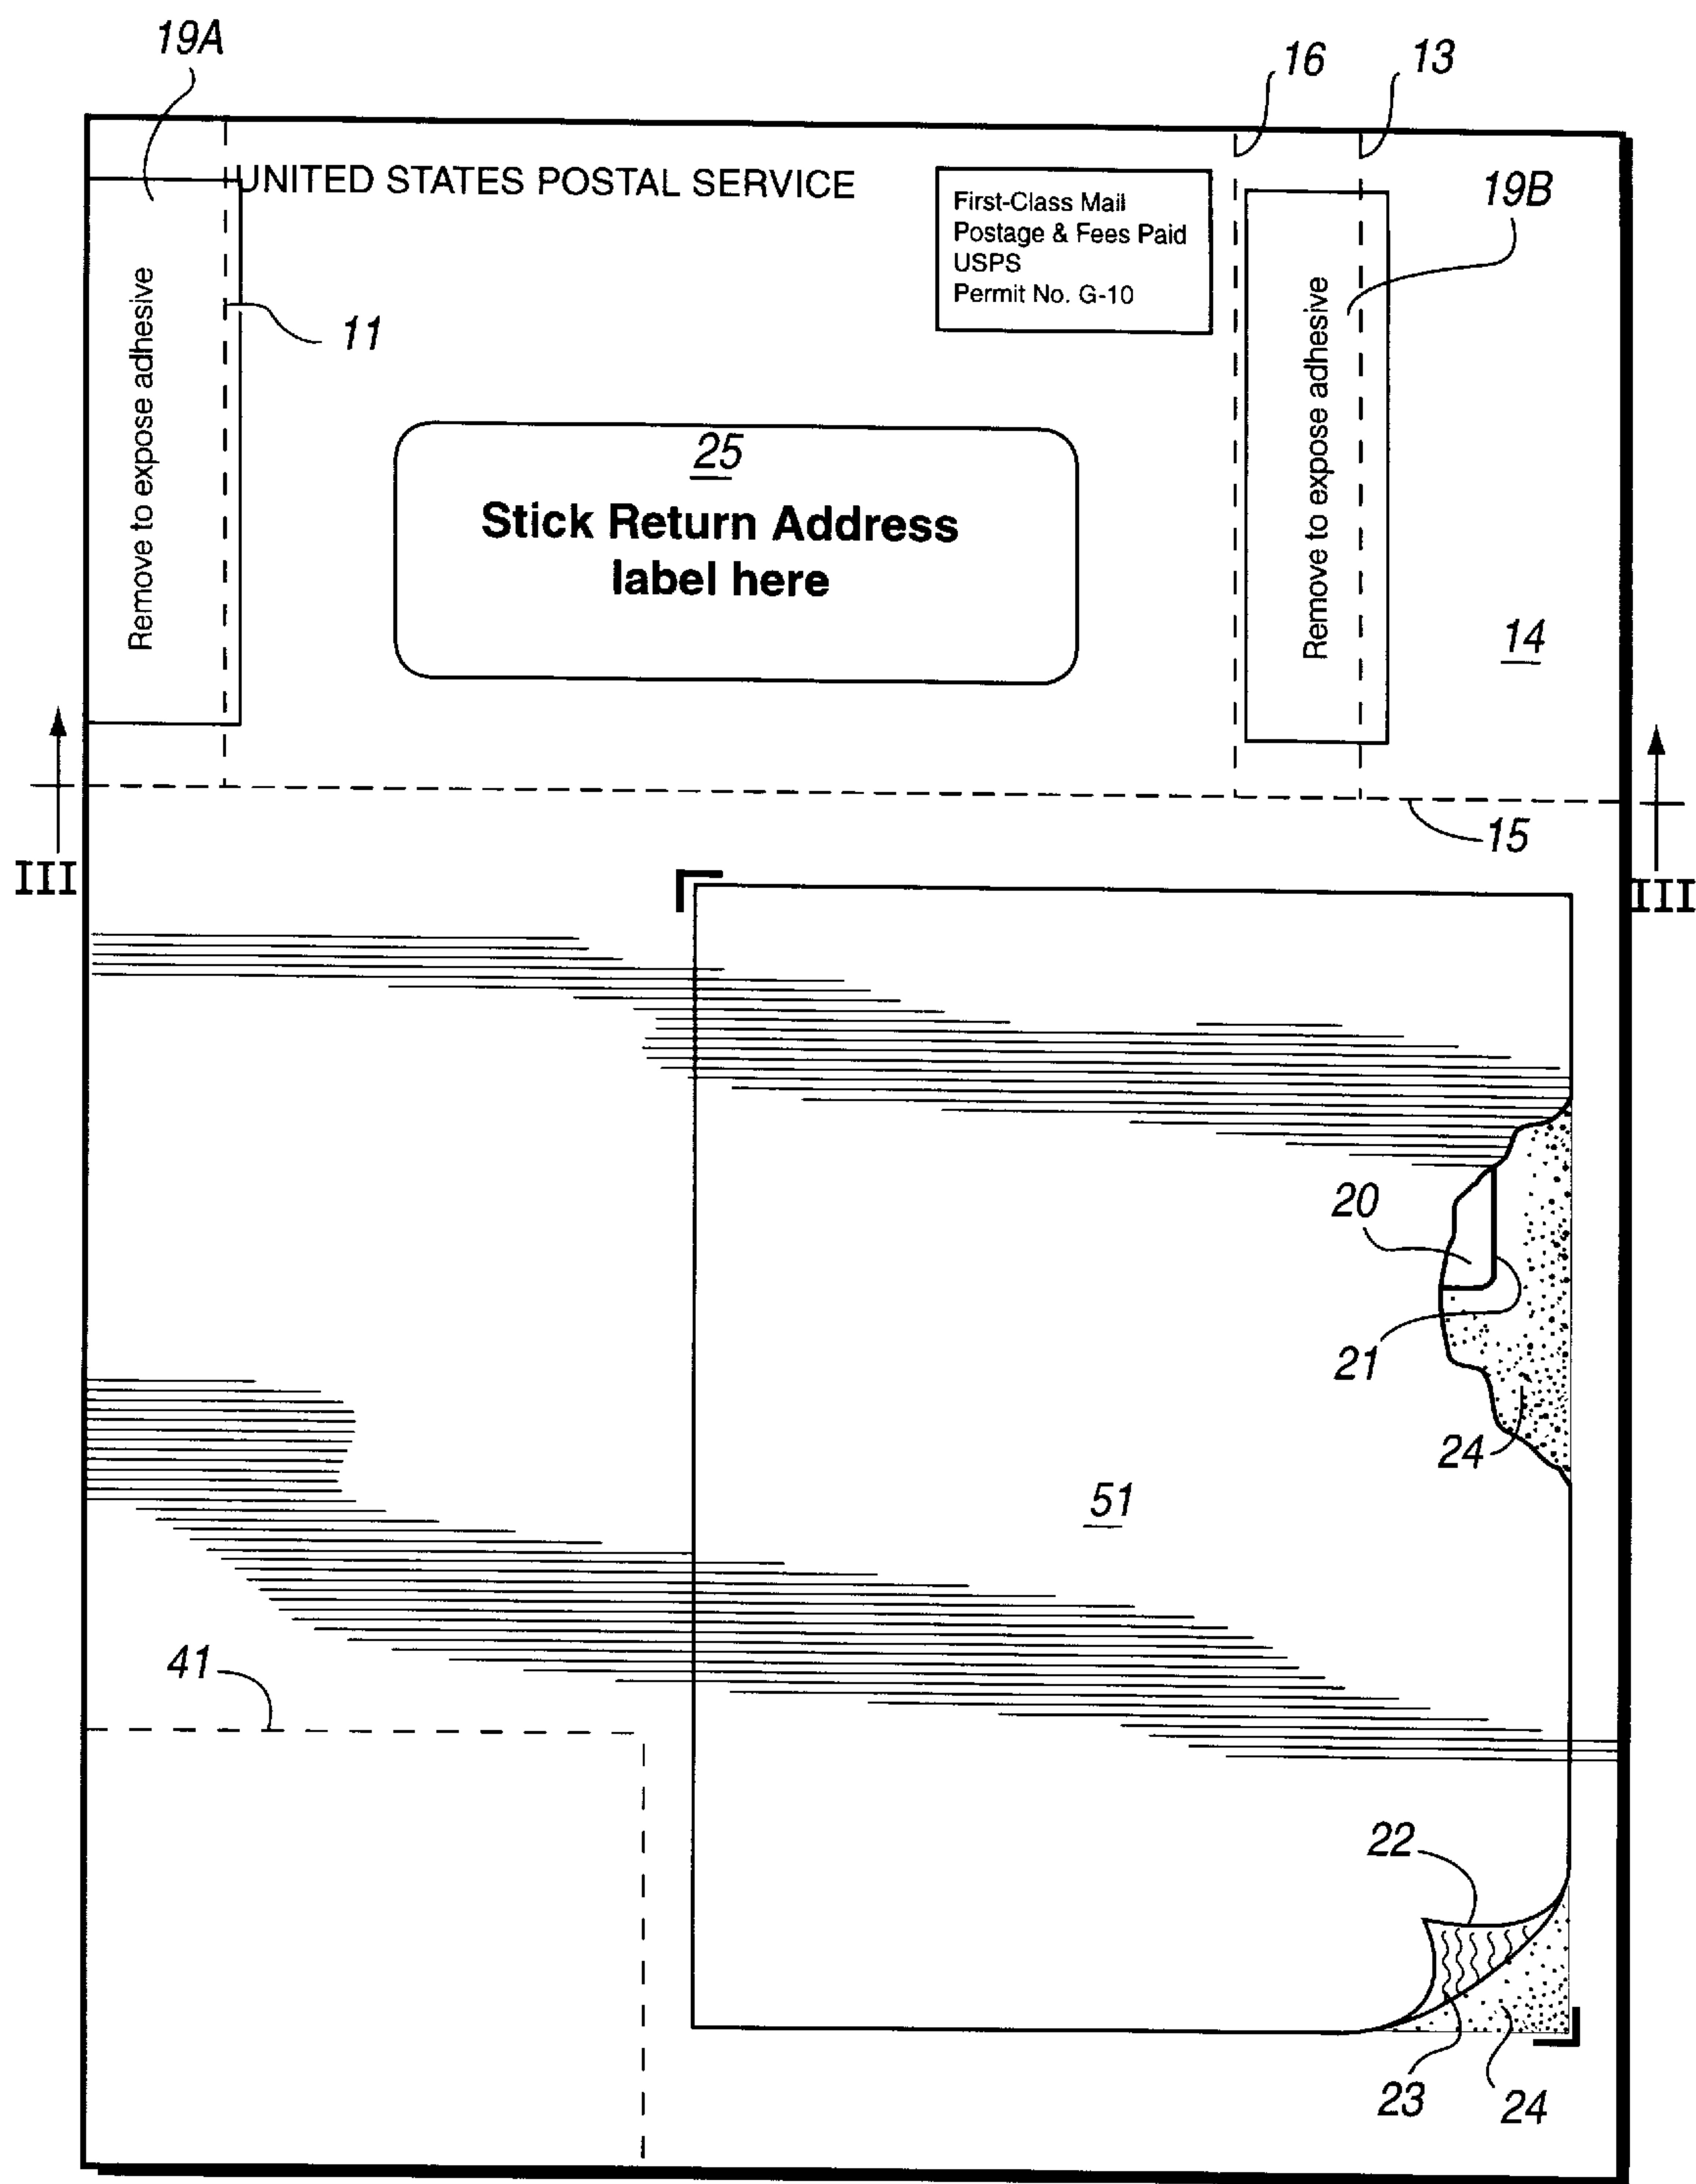 19A
16
13
UNITED STATES POSTAL SERVICE
First-Class Mail
Postage & Fees Paid
USPS
Permit No. G-10
19B
Remove to expose adhesive
11
Remove to expose adhesive
25
Stick Return Address
label here
14
15
III
III
20
21
24
51
41
22
23
24